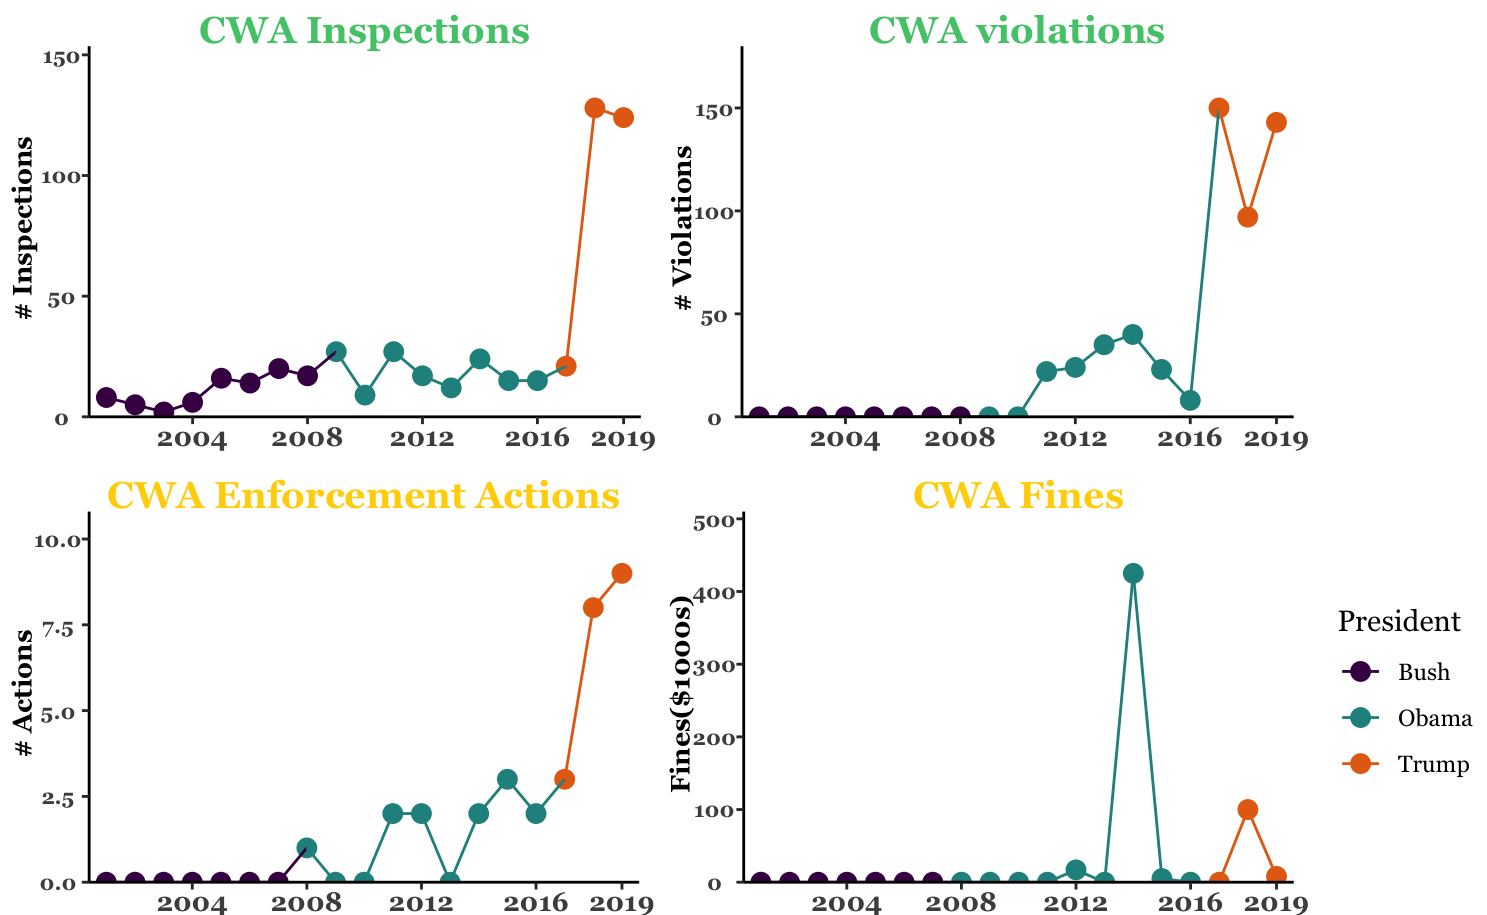 CWA Inspections
150
100
50
0
# Inspections
2004 2008 2012 2016 2019
CWA violations
150
100
50
0
# Violations
2004 2008 2012 2016 2019
CWA Enforcement Actions
10.0
7.5
5.0
2.5
0.0
# Actions
2004 2008 2012 2016 2019
CWA Fines
500
400
300
200
100
0
Fines($1000s)
2004 2008 2012 2016 2019
President
Bush
Obama
Trump